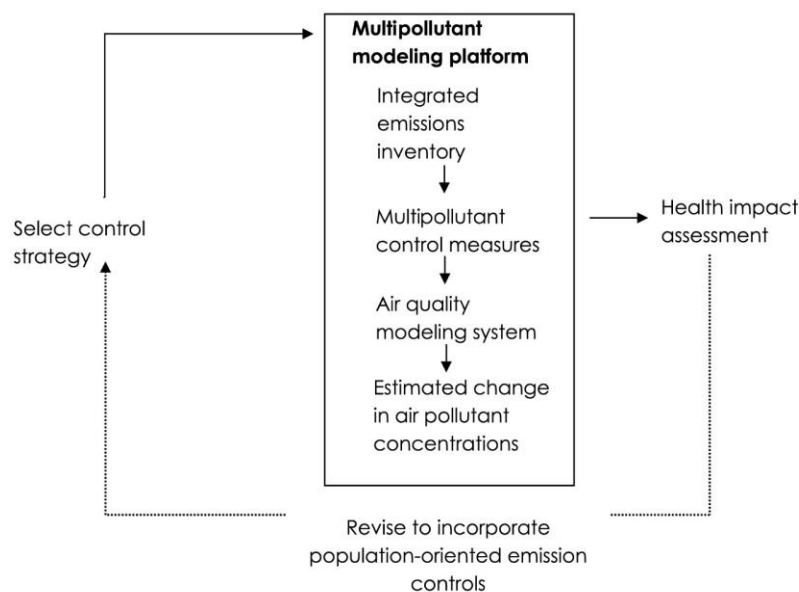 Multipollutant
modeling platform
Integrated
emissions
inventory
Multipollutant
control measures
Air quality
modeling system
Estimated change
in air pollutant
concentrations
Select control
strategy
Health impact
assessment
Revise to incorporate
population-oriented emission
controls